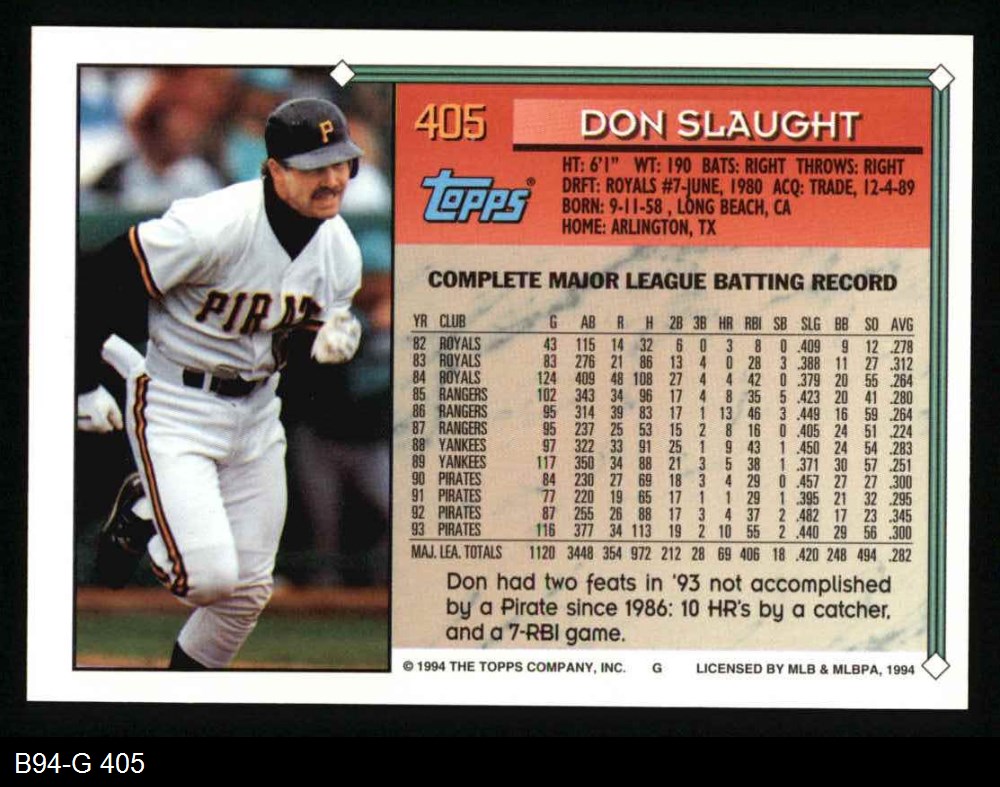 405
DON SLAUGHT
topps®
HT: 6'1" WT: 190 BATS: RIGHT THROWS: RIGHT
DRFT: ROYALS #7-JUNE, 1980 ACQ: TRADE, 12-4-89
BORN: 9-11-58 , LONG BEACH, CA
HOME: ARLINGTON, TX
P
PIRAT
COMPLETE MAJOR LEAGUE BATTING RECORD
YR CLUB G AB R H 2B 3B HR RBI SB SLG BB SO AVG
82 ROYALS 43 115 14 32 6 0 3 8 0 .409 9 12 .278
83 ROYALS 83 276 21 86 13 4 0 28 3 .388 11 27 .312
84 ROYALS 124 409 48 108 27 4 4 42 0 .379 20 55 .264
85 RANGERS 102 343 34 96 17 4 8 35 5 .423 20 41 .280
86 RANGERS 95 314 39 83 17 1 13 46 3 .449 16 59 .264
87 RANGERS 95 237 25 53 15 2 8 16 0 .405 24 51 .224
88 YANKEES 97 322 33 91 25 1 9 43 1 .450 24 54 .283
89 YANKEES 117 350 34 88 21 3 5 38 1 .371 30 57 .251
90 PIRATES 84 230 27 69 18 3 4 29 0 .457 27 27 .300
91 PIRATES 77 220 19 65 17 1 1 29 1 .395 21 32 .295
92 PIRATES 87 255 26 88 17 3 4 37 2 .482 17 23 .345
93 PIRATES 116 377 34 113 19 2 10 55 2 .440 29 56 .300
MAJ. LEA. TOTALS 1120 3448 354 972 212 28 69 406 18 .420 248 494 .282
Don had two feats in '93 not accomplished
by a Pirate since 1986: 10 HR's by a catcher,
and a 7-RBI game.
© 1994 THE TOPPS COMPANY, INC. G LICENSED BY MLB & MLBPA, 1994
B94-G 405